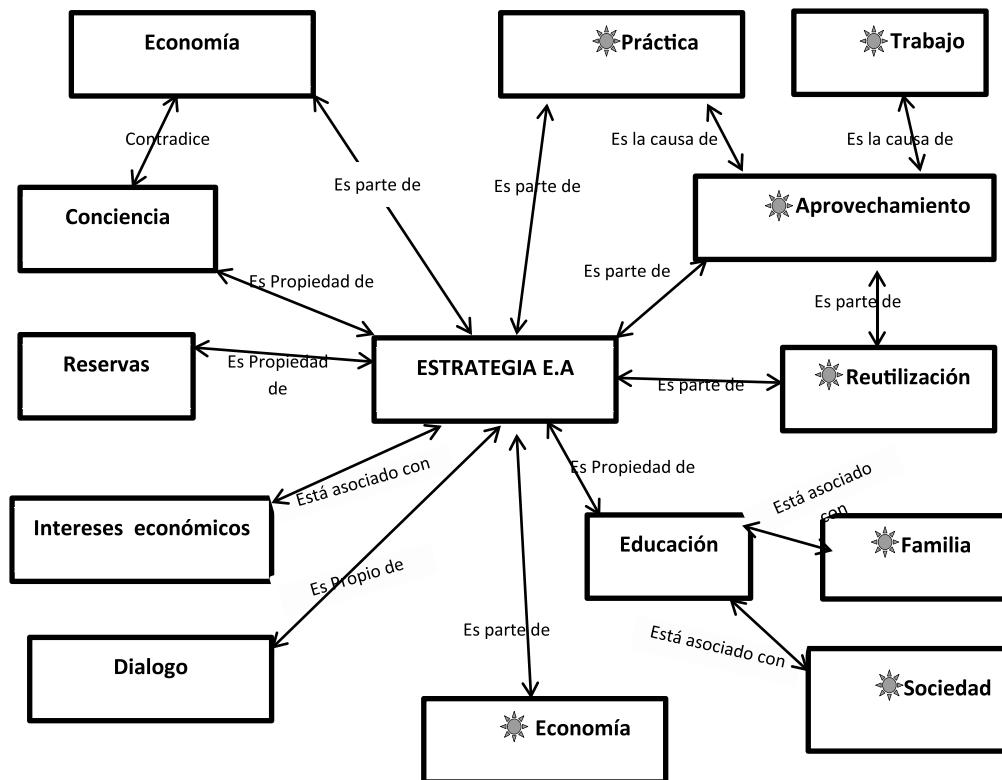 Economía
Práctica
Trabajo
Contradice
Es la causa de
Es la causa de
Es parte de
Es parte de
Conciencia
Aprovechamiento
Es Propiedad de
Es parte de
Es parte de
Reservas
Es Propiedad
de
ESTRATEGIA E.A
Es parte de
Reutilización
Está asociado con
Es Propiedad de
Está asociado
con
Intereses económicos
Educación
Familia
Es Propio de
Es parte de
Está asociado con
Dialogo
Sociedad
Economía